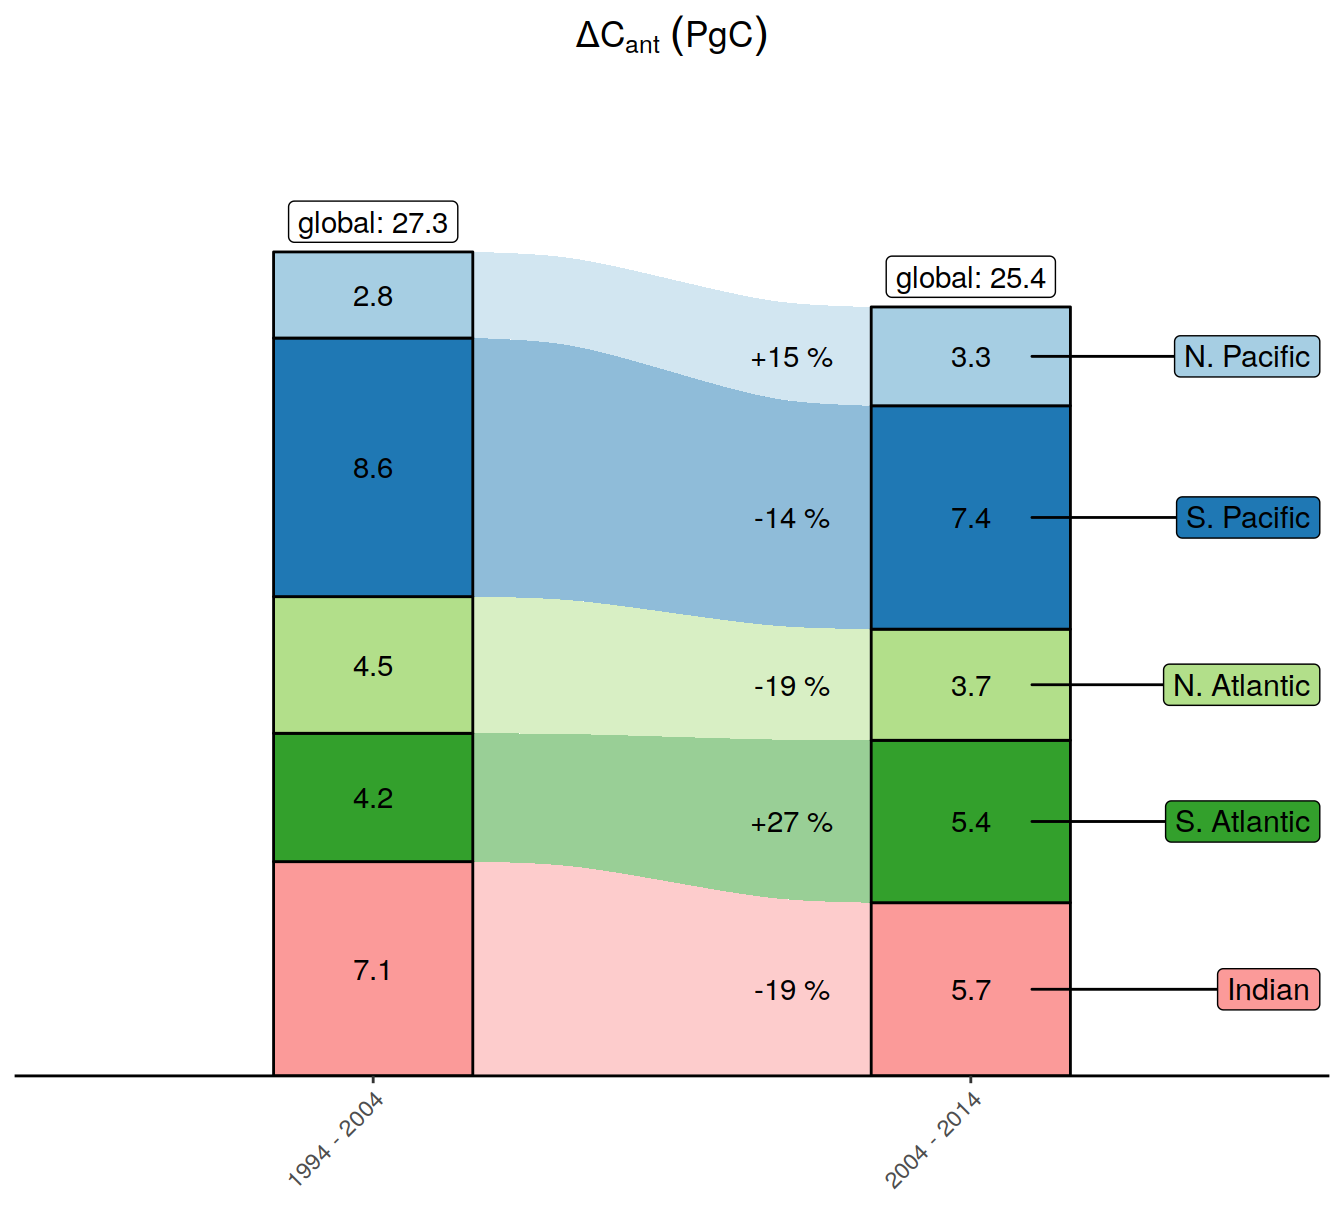 ΔCant (PgC)
global: 27.3
global: 25.4
2.8
+15 %
3.3
N. Pacific
8.6
-14 %
7.4
S. Pacific
4.5
-19 %
3.7
N. Atlantic
4.2
+27 %
5.4
S. Atlantic
7.1
-19 %
5.7
Indian
1994 - 2004
2004 - 2014